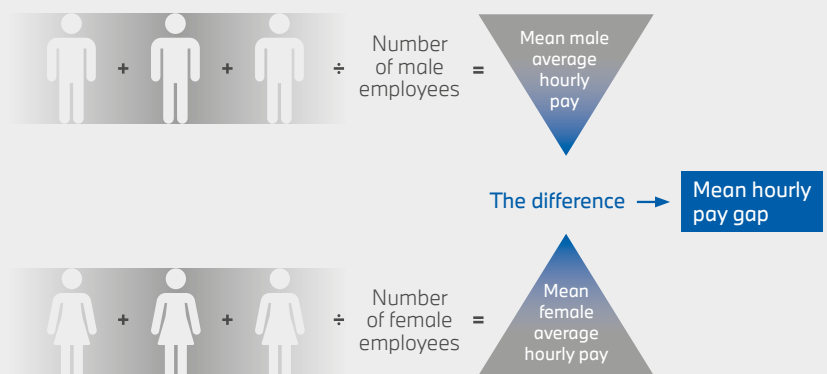 + + ÷ Number of male employees =
Mean male
average
hourly
pay
The difference → Mean hourly
pay gap
+ + ÷ Number of female employees =
Mean
female
average
hourly pay